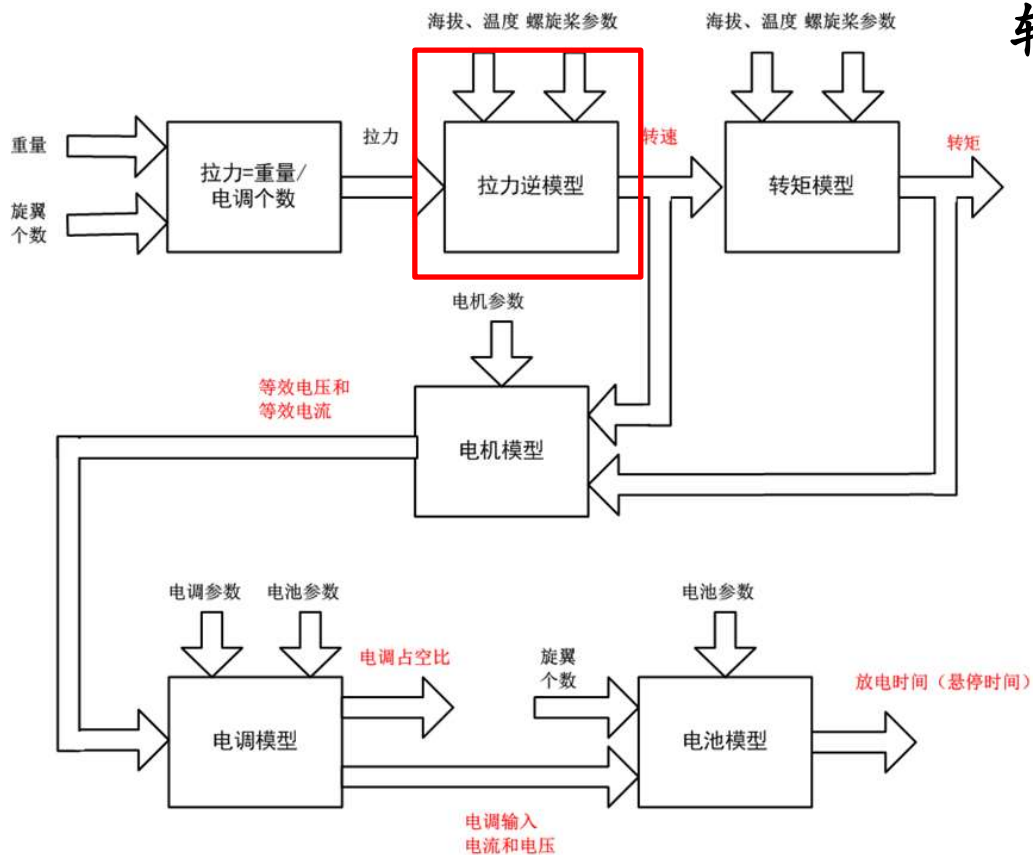 海拔、温度 螺旋桨参数
海拔、温度 螺旋桨参数
重量
旋翼
个数
拉力=重量/
电调个数
拉力
拉力逆模型
转速
转矩模型
转矩
电机参数
等效电压和
等效电流
电机模型
电调参数
电池参数
电调模型
电调占空比
电调输入
电流和电压
旋翼
个数
电池参数
电池模型
放电时间（悬停时间）